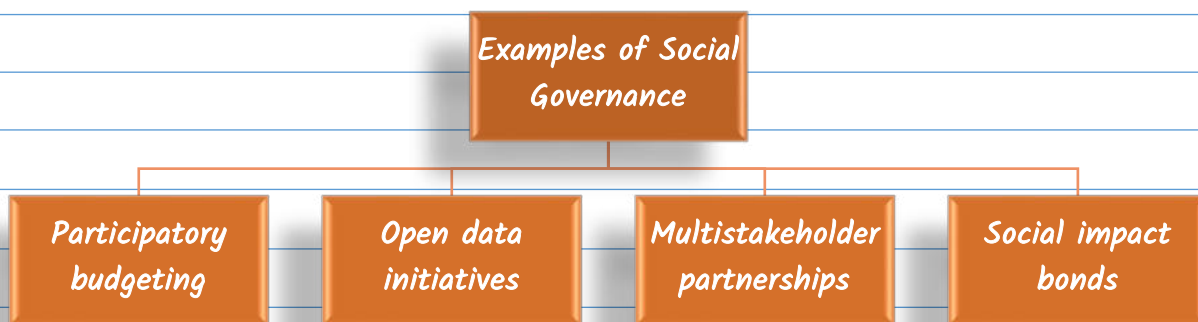 Examples of Social
Governance
Participatory
budgeting
Open data
initiatives
Multistakeholder
partnerships
Social impact
bonds